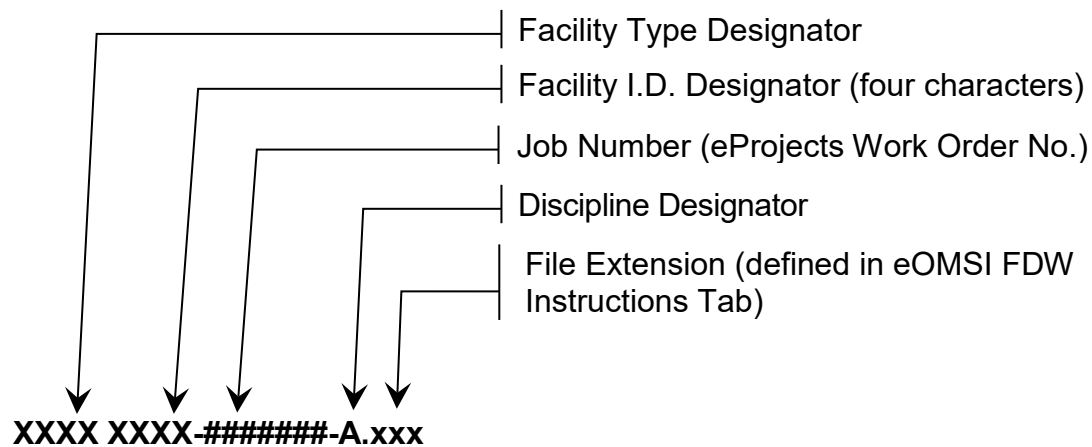 Facility Type Designator
Facility I.D. Designator (four characters)
Job Number (eProjects Work Order No.)
Discipline Designator
File Extension (defined in eOMSI FDW
Instructions Tab)
XXXX XXXX-#######-A.xxx